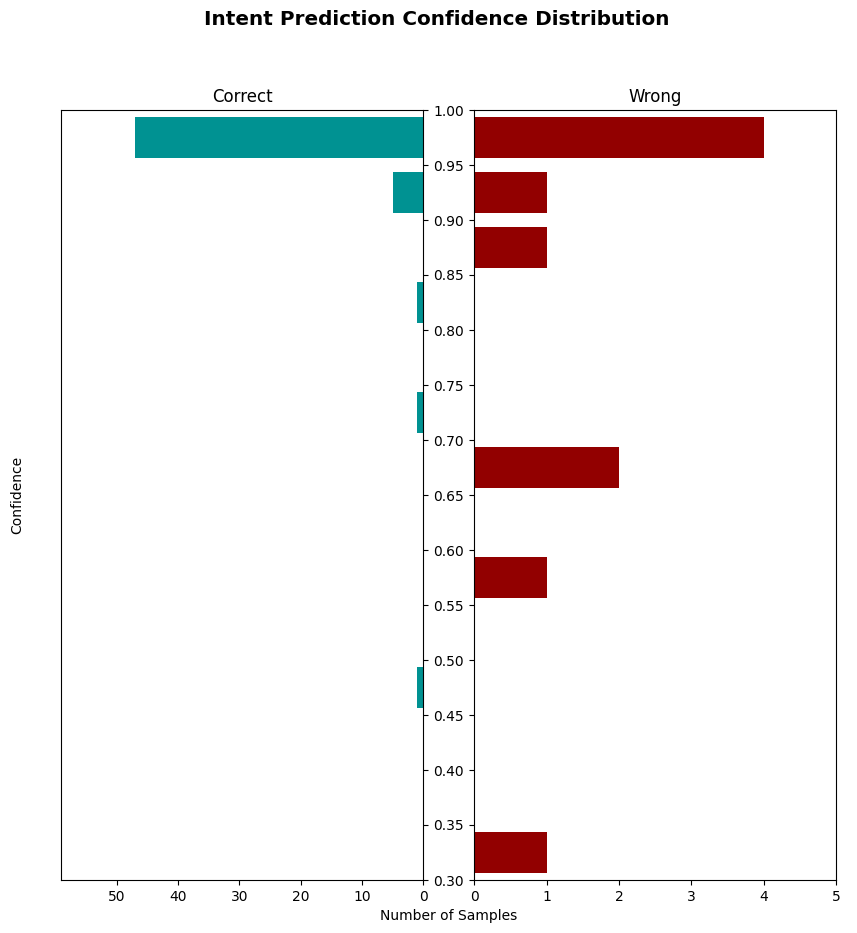 Intent Prediction Confidence Distribution
Correct
Wrong
1.00
0.95
0.90
0.85
0.80
0.75
0.70
0.65
0.60
0.55
0.50
0.45
0.40
0.35
0.30
Confidence
50 40 30 20 10 0
0 1 2 3 4 5
Number of Samples